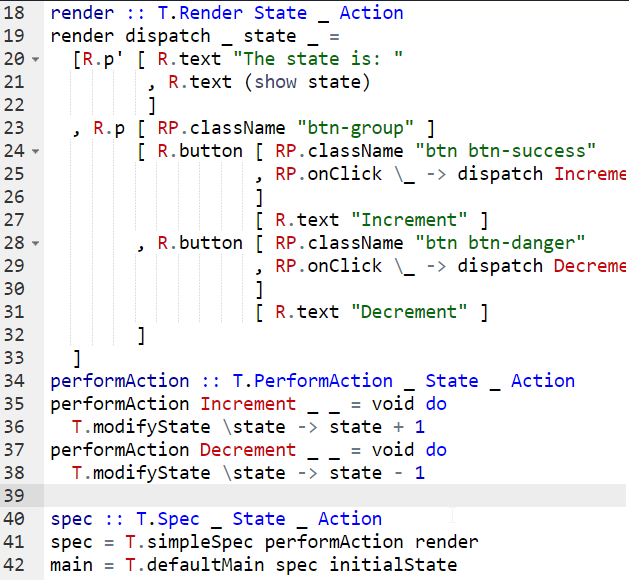 18 render :: T.Render State _ Action
19 render dispatch _ state _ =
20   [R.p' [ R.text "The state is: "
21         , R.text (show state)
22         ]
23   , R.p [ RP.className "btn-group" ]
24         [ R.button [ RP.className "btn btn-success"
25                    , RP.onClick \_ -> dispatch Increme
26                    ]
27                    [ R.text "Increment" ]
28         , R.button [ RP.className "btn btn-danger"
29                    , RP.onClick \_ -> dispatch Decreme
30                    ]
31                    [ R.text "Decrement" ]
32         ]
33   ]
34 performAction :: T.PerformAction _ State _ Action
35 performAction Increment _ _ = void do
36   T.modifyState \state -> state + 1
37 performAction Decrement _ _ = void do
38   T.modifyState \state -> state - 1
39
40 spec :: T.Spec _ State _ Action
41 spec = T.simpleSpec performAction render
42 main = T.defaultMain spec initialState